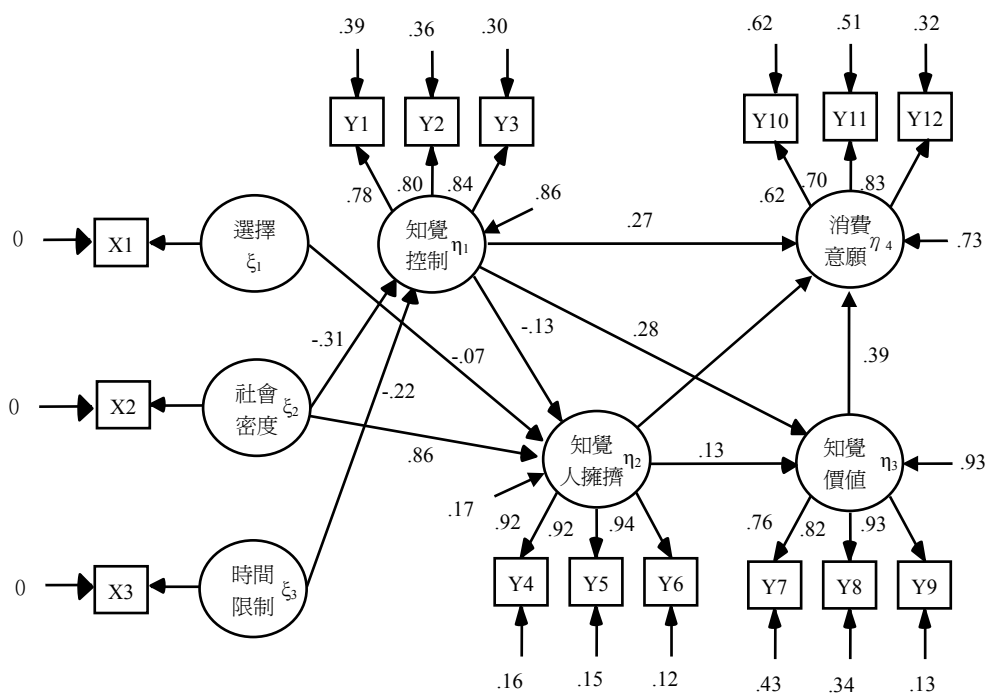 .39
.36
.30
.62
.51
.32
Y1
Y2
Y3
Y10
Y11
Y12
.78
.80
.84
.86
.62
.70
.83
0
X1
選擇
ξ1
知覺
控制 η1
.27
消費
意願 η 4
.73
-.31
-.07
-.13
.28
.39
0
X2
社會
密度 ξ2
-.22
.86
知覺
人擁擠 η2
.13
知覺
價值 η3
.93
.17
.92
.92
.94
.76
.82
.93
0
X3
時間
限制 ξ3
Y4
Y5
Y6
Y7
Y8
Y9
.16
.15
.12
.43
.34
.13